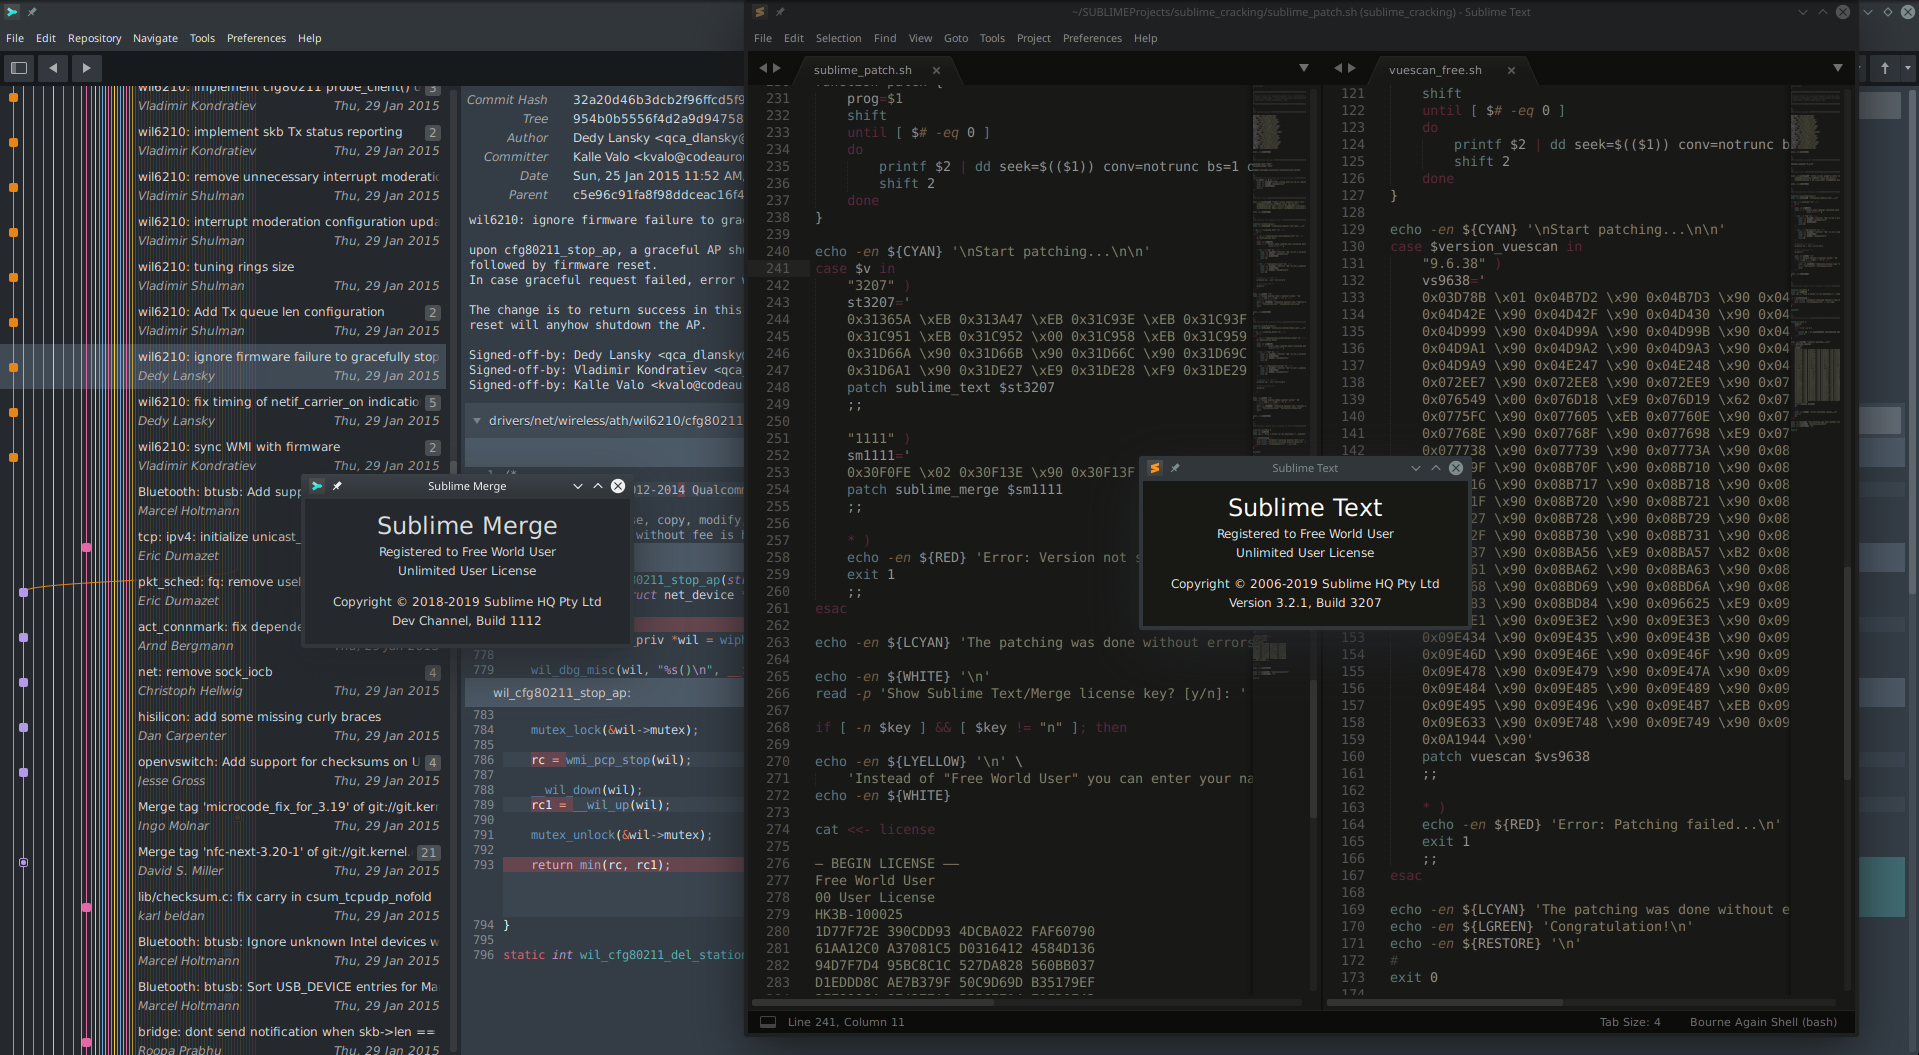 File Edit Repository Navigate Tools Preferences Help
wil6210: implement cfg80211 probe_client() c 3
Vladimir Kondratiev Thu, 29 Jan 2015
wil6210: implement skb Tx status reporting 2
Vladimir Kondratiev Thu, 29 Jan 2015
wil6210: remove unnecessary interrupt moderatic
Vladimir Shulman Thu, 29 Jan 2015
wil6210: interrupt moderation configuration upda
Vladimir Shulman Thu, 29 Jan 2015
wil6210: tuning rings size
Vladimir Shulman Thu, 29 Jan 2015
wil6210: Add Tx queue len configuration 2
Vladimir Shulman Thu, 29 Jan 2015
wil6210: ignore firmware failure to gracefully stop
Dedy Lansky Thu, 29 Jan 2015
wil6210: fix timing of netif_carrier_on indicatio 5
Dedy Lansky Thu, 29 Jan 2015
wil6210: sync WMI with firmware 2
Vladimir Kondratiev Thu, 29 Jan 2015
Bluetooth: btusb: Add supp
Marcel Holtmann
tcp: ipv4: initialize unicast_
Eric Dumazet
pkt_sched: fq: remove usel
Eric Dumazet
act_connmark: fix depende
Arnd Bergmann
net: remove sock_iocb 4
Christoph Hellwig Thu, 29 Jan 2015
hisilicon: add some missing curly braces
Dan Carpenter Thu, 29 Jan 2015
openvswitch: Add support for checksums on U 4
Jesse Gross Thu, 29 Jan 2015
Merge tag 'microcode_fix_for_3.19' of git://git.kerr
Ingo Molnar Thu, 29 Jan 2015
Merge tag 'nfc-next-3.20-1' of git://git.kernel. 21
David S. Miller Thu, 29 Jan 2015
lib/checksum.c: fix carry in csum_tcpudp_nofold
karl beldan Thu, 29 Jan 2015
Bluetooth: btusb: Ignore unknown Intel devices w
Marcel Holtmann Thu, 29 Jan 2015
Bluetooth: btusb: Sort USB_DEVICE entries for Ma
Marcel Holtmann Thu, 29 Jan 2015
bridge: dont send notification when skb->len ==
Roopa Prabhu Thu, 29 Jan 2015
Commit Hash 32a20d46b3dcb2f96ffcd5f9
Tree 954b0b5556f4d2a9d94758
Author Dedy Lansky <qca_dlansky@
Committer Kalle Valo <kvalo@codeauror
Date Sun, 25 Jan 2015 11:52 AM,
Parent c5e96c91fa8f98ddceac16f4
wil6210: ignore firmware failure to grac
upon cfg80211_stop_ap, a graceful AP shu
followed by firmware reset.
In case graceful request failed, error w
The change is to return success in this
reset will anyhow shutdown the AP.
Signed-off-by: Dedy Lansky <qca_dlansky@
Signed-off-by: Vladimir Kondratiev <qca_
Signed-off-by: Kalle Valo <kvalo@codeaur
drivers/net/wireless/ath/wil6210/cfg80211
012-2014 Qualcomm
se, copy, modify,
without fee is h
80211_stop_ap(str
ruct net_device *
priv *wil = wiph
778
779 wil_dbg_misc(wil, "%s()\n", __
wil_cfg80211_stop_ap:
783
784 mutex_lock(&wil->mutex);
785
786 rc = wmi_pcp_stop(wil);
787
788 __wil_down(wil);
789 rc1 = __wil_up(wil);
790
791 mutex_unlock(&wil->mutex);
792
793 return min(rc, rc1);
794 }
795
796 static int wil_cfg80211_del_station
Sublime Merge
Sublime Merge
Registered to Free World User
Unlimited User License
Copyright © 2018-2019 Sublime HQ Pty Ltd
Dev Channel, Build 1112
~/SUBLIMEProjects/sublime_cracking/sublime_patch.sh (sublime_cracking) - Sublime Text
File Edit Selection Find View Goto Tools Project Preferences Help
sublime_patch.sh
231 prog=$1
232 shift
233 until [ $# -eq 0 ]
234 do
235 printf $2 | dd seek=$(($1)) conv=notrunc bs=1 c
236 shift 2
237 done
238 }
239
240 echo -en ${CYAN} '\nStart patching...\n\n'
241 case $v in
242 "3207" )
243 st3207='
244 0x31365A \xEB 0x313A47 \xEB 0x31C93E \xEB 0x31C93F
245 0x31C951 \xEB 0x31C952 \x00 0x31C958 \xEB 0x31C959
246 0x31D66A \x90 0x31D66B \x90 0x31D66C \x90 0x31D69C
247 0x31D6A1 \x90 0x31DE27 \xE9 0x31DE28 \xF9 0x31DE29
248 patch sublime_text $st3207
249 ;;
250
251 "1111" )
252 sm1111='
253 0x30F0FE \x02 0x30F13E \x90 0x30F13F
254 patch sublime_merge $sm1111
255 ;;
256
257 * )
258 echo -en ${RED} 'Error: Version not s
259 exit 1
260 ;;
261 esac
262
263 echo -en ${LCYAN} 'The patching was done without errors
264
265 echo -en ${WHITE} '\n'
266 read -p 'Show Sublime Text/Merge license key? [y/n]: '
267
268 if [ -n $key ] && [ $key != "n" ]; then
269
270 echo -en ${LYELLOW} '\n' \
271 'Instead of "Free World User" you can enter your na
272 echo -en ${WHITE}
273
274 cat <<- license
275
276 — BEGIN LICENSE —–
277 Free World User
278 00 User License
279 HK3B-100025
280 1D77F72E 390CDD93 4DCBA022 FAF60790
281 61AA12C0 A37081C5 D0316412 4584D136
282 94D7F7D4 95BC8C1C 527DA828 560BB037
283 D1EDDD8C AE7B379F 50C9D69D B35179EF
Line 241, Column 11
Sublime Text
Sublime Text
Registered to Free World User
Unlimited User License
Copyright © 2006-2019 Sublime HQ Pty Ltd
Version 3.2.1, Build 3207
vuescan_free.sh
121 shift
122 until [ $# -eq 0 ]
123 do
124 printf $2 | dd seek=$(($1)) conv=notrunc b
125 shift 2
126 done
127 }
128
129 echo -en ${CYAN} '\nStart patching...\n\n'
130 case $version_vuescan in
131 "9.6.38" )
132 vs9638='
133 0x03D78B \x01 0x04B7D2 \x90 0x04B7D3 \x90 0x04
134 0x04D42E \x90 0x04D42F \x90 0x04D430 \x90 0x04
135 0x04D999 \x90 0x04D99A \x90 0x04D99B \x90 0x04
136 0x04D9A1 \x90 0x04D9A2 \x90 0x04D9A3 \x90 0x04
137 0x04D9A9 \x90 0x04E247 \x90 0x04E248 \x90 0x04
138 0x072EE7 \x90 0x072EE8 \x90 0x072EE9 \x90 0x07
139 0x076549 \x00 0x076D18 \xE9 0x076D19 \x62 0x07
140 0x0775FC \x90 0x077605 \xEB 0x07760E \x90 0x07
141 0x07768E \x90 0x07768F \x90 0x077698 \xE9 0x07
0x077738 \x90 0x077739 \x90 0x07773A \x90 0x08
9F \x90 0x08B70F \x90 0x08B710 \x90 0x08
16 \x90 0x08B717 \x90 0x08B718 \x90 0x08
1F \x90 0x08B720 \x90 0x08B721 \x90 0x08
27 \x90 0x08B728 \x90 0x08B729 \x90 0x08
2F \x90 0x08B730 \x90 0x08B731 \x90 0x08
37 \x90 0x08BA56 \xE9 0x08BA57 \xB2 0x08
61 \x90 0x08BA62 \x90 0x08BA63 \x90 0x08
68 \x90 0x08BD69 \x90 0x08BD6A \x90 0x08
83 \x90 0x08BD84 \x90 0x096625 \xE9 0x09
E1 \x90 0x09E3E2 \x90 0x09E3E3 \x90 0x09
153 0x09E434 \x90 0x09E435 \x90 0x09E43B \x90 0x09
154 0x09E46D \x90 0x09E46E \x90 0x09E46F \x90 0x09
155 0x09E478 \x90 0x09E479 \x90 0x09E47A \x90 0x09
156 0x09E484 \x90 0x09E485 \x90 0x09E489 \x90 0x09
157 0x09E495 \x90 0x09E496 \x90 0x09E4B7 \xEB 0x09
158 0x09E633 \x90 0x09E748 \x90 0x09E749 \x90 0x09
159 0x0A1944 \x90'
160 patch vuescan $vs9638
161 ;;
162
163 * )
164 echo -en ${RED} 'Error: Patching failed...\n'
165 exit 1
166 ;;
167 esac
168
169 echo -en ${LCYAN} 'The patching was done without e
170 echo -en ${LGREEN} 'Congratulation!\n'
171 echo -en ${RESTORE} '\n'
172 #
173 exit 0
174
Tab Size: 4 Bourne Again Shell (bash)